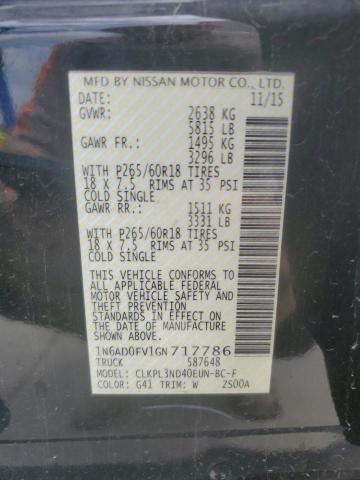 MFD BY NISSAN MOTOR CO., LTD.
DATE: 11/15
GVWR: 2638 KG
5815 LB
GAWR FR.: 1495 KG
3296 LB
WITH P265/60R18 TIRES
18 X 7.5 RIMS AT 35 PSI
COLD SINGLE
GAWR RR.: 1511 KG
3331 LB
WITH P265/60R18 TIRES
18 X 7.5 RIMS AT 35 PSI
COLD SINGLE
THIS VEHICLE CONFORMS TO
ALL APPLICABLE FEDERAL
MOTOR VEHICLE SAFETY
AND THEFT PREVENTION
STANDARDS IN EFFECT ON
THE DATE OF MANUFACTURE
SHOWN ABOVE.
1N6AD0FV1GN717786
TRUCK 587648
MODEL: CLKPL3ND40EUN-BC-F
COLOR: G41 TRIM: W ZS00A